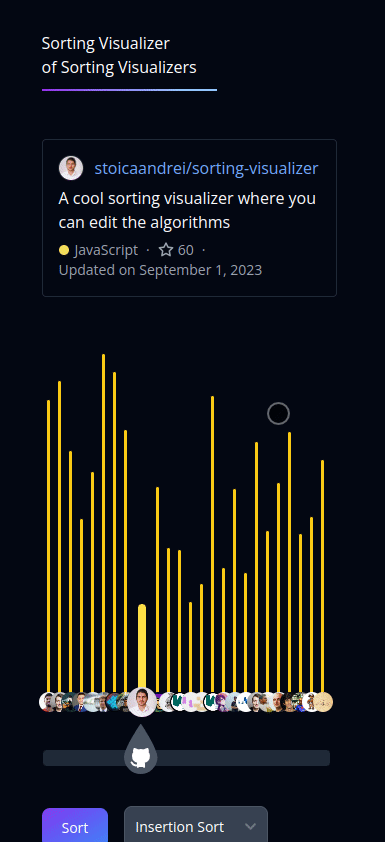 Sorting Visualizer
of Sorting Visualizers
stoicaandrei/sorting-visualizer
A cool sorting visualizer where you
can edit the algorithms
JavaScript · 60 ·
Updated on September 1, 2023
Sort
Insertion Sort